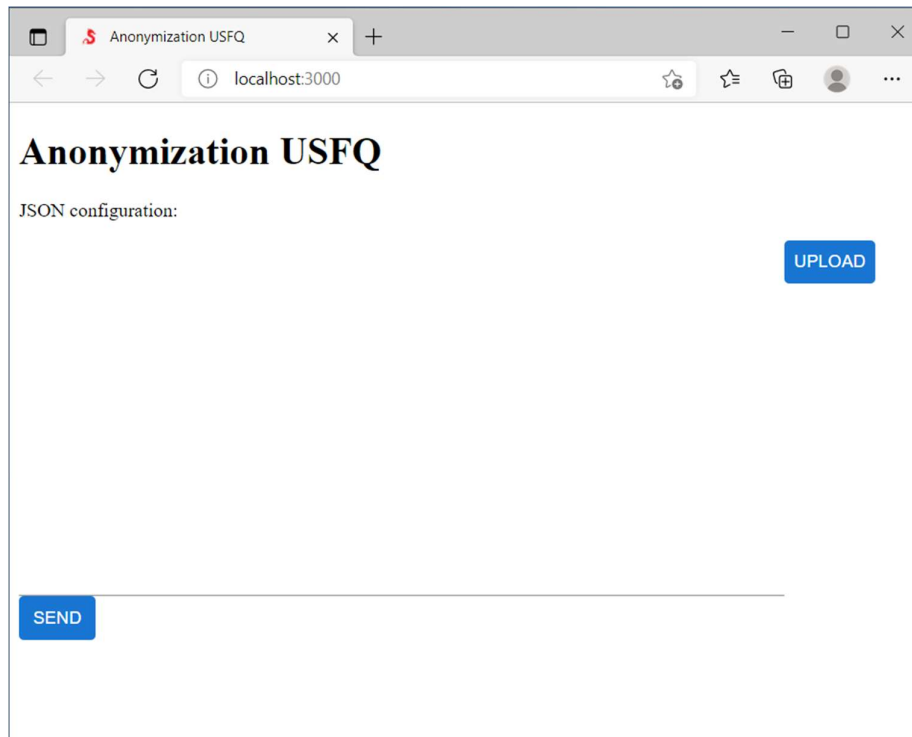 Anonymization USFQ
localhost:3000
Anonymization USFQ
JSON configuration:
UPLOAD
SEND